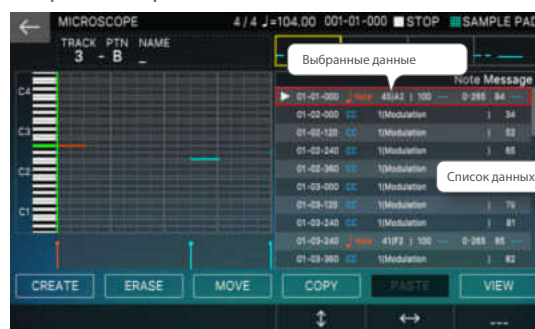 MICROSCOPE 4/4 ♩=104.00 001-01-000 STOP SAMPLE PAD
TRACK PTN NAME
3 - B _
Выбранные данные
Note Message
C4
01-01-000 Note 45(A2 ) 100 --- 0-265 84 ---
01-02-000 CC 1(Modulation ) 34
C3
01-02-120 CC 1(Modulation ) 52
01-02-240 CC 1(Modulation ) 65
C2
01-02-360 CC 1(Modulation )
Список данных
01-03-000 CC 1(Modulation
01-03-120 CC 1(Modulation ) 76
C1
01-03-240 CC 1(Modulation ) 81
01-03-240 Note 41(F2 ) 100 --- 0-265 85 ---
01-03-360 CC 1(Modulation ) 82
CREATE ERASE MOVE COPY PASTE VIEW
---